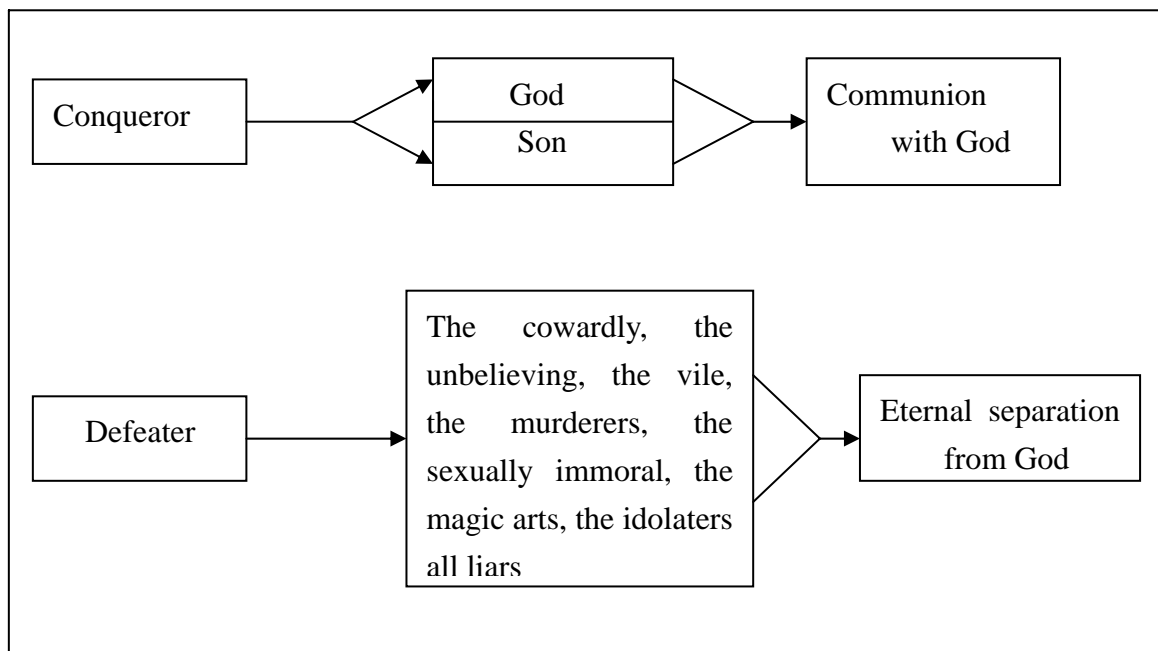 Conqueror
God
Son
Communion
with God
Defeater
The cowardly, the
unbelieving, the vile,
the murderers, the
sexually immoral, the
magic arts, the idolaters
all liars
Eternal separation
from God